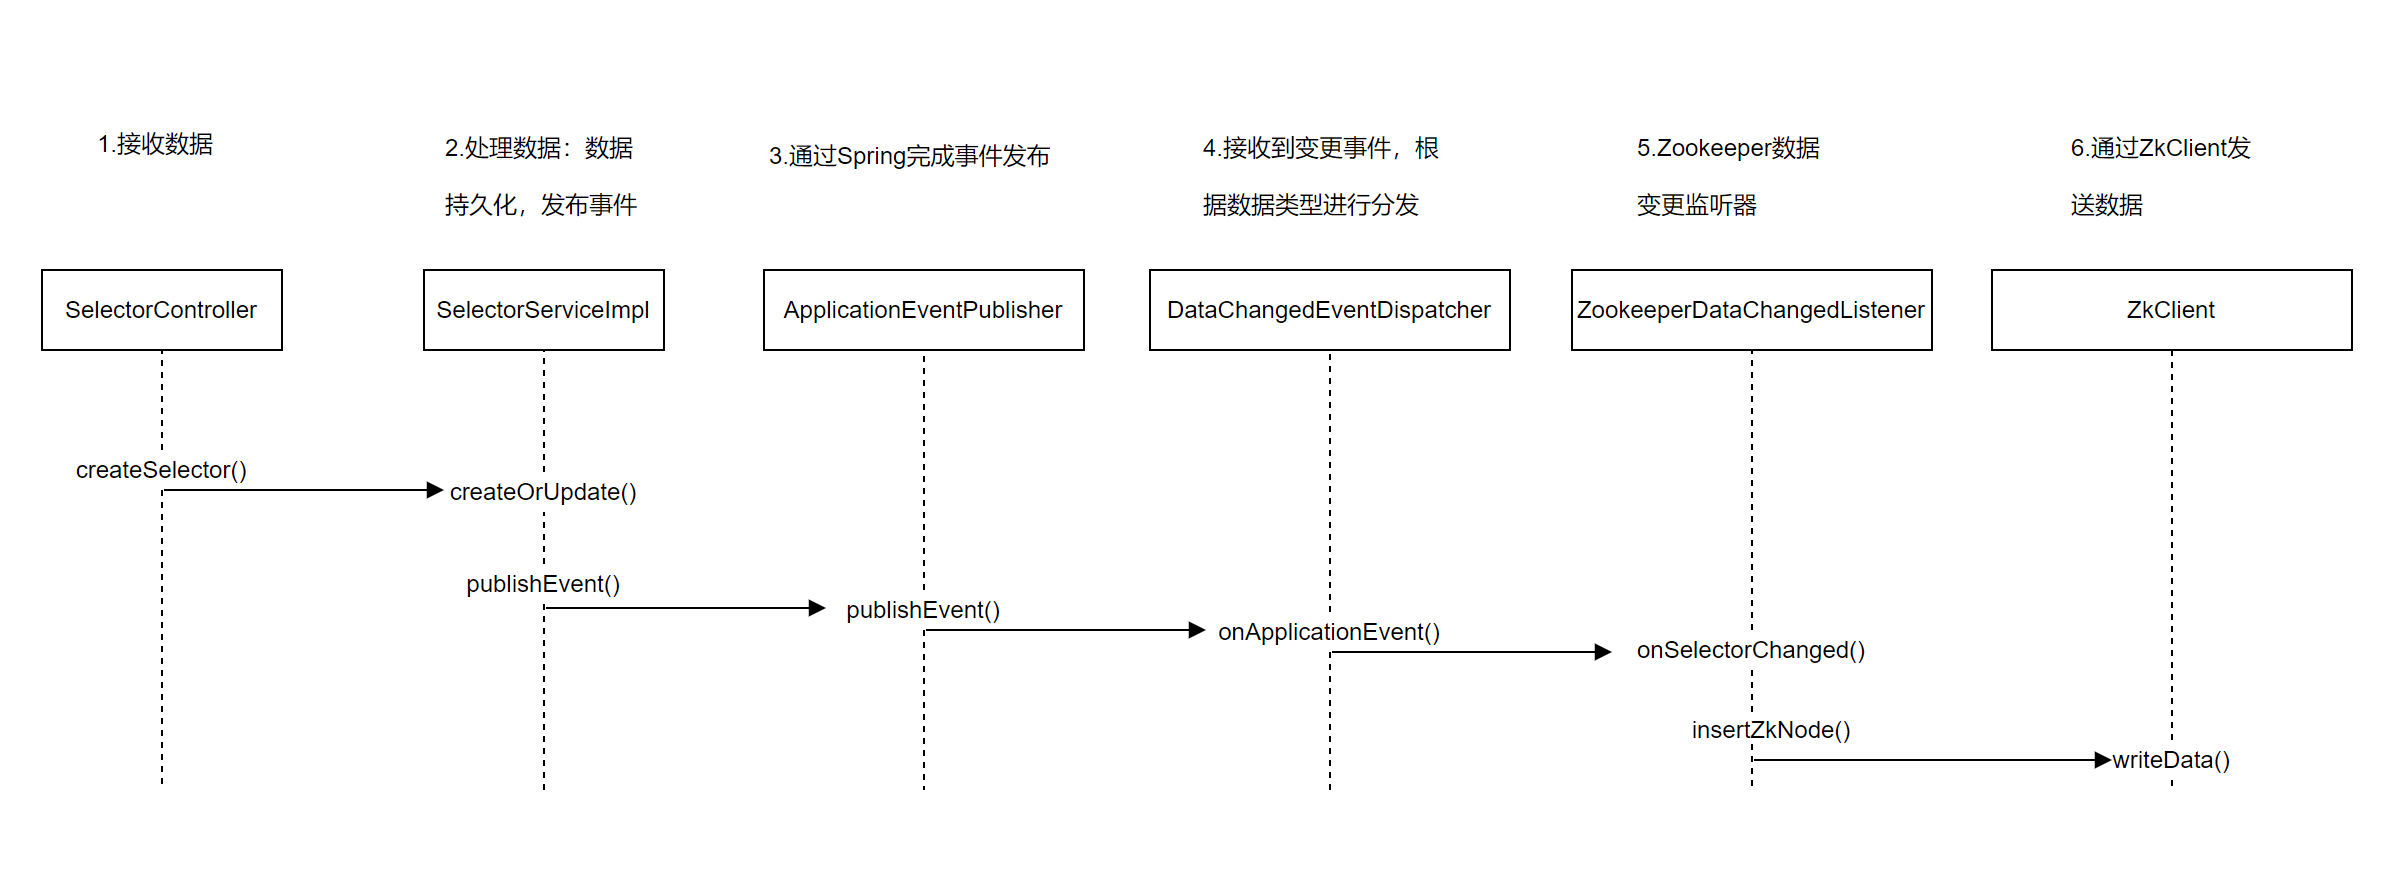 1.接收数据
2.处理数据：数据
持久化，发布事件
3.通过Spring完成事件发布
4.接收到变更事件，根
据数据类型进行分发
5.Zookeeper数据
变更监听器
6.通过ZkClient发
送数据
SelectorController
SelectorServiceImpl
ApplicationEventPublisher
DataChangedEventDispatcher
ZookeeperDataChangedListener
ZkClient
createSelector()
createOrUpdate()
publishEvent()
publishEvent()
onApplicationEvent()
onSelectorChanged()
insertZkNode()
writeData()